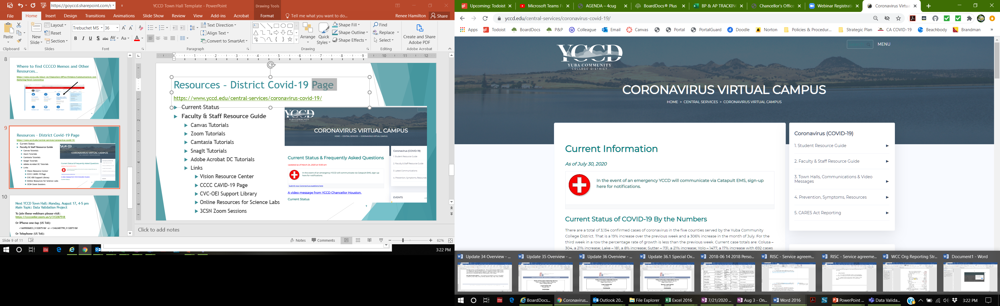 https://goyccd.sharepoint.com/s
YCCD Town Hall Template - PowerPoint
Drawing Tools
File
Home
Insert
Design
Transitions
Animations
Slide Show
Review
View
Add-ins
Acrobat
Format
Tell me what you want to do...
Renee Hamilton
Share
Paste
Clipboard
New
Slide
Layout
Reset
Section
Slides
Trebuchet MS
36
B I U S abc AV Aa A
Font
Text Direction
Align Text
Convert to SmartArt
Paragraph
Arrange
Quick
Styles
Shape Fill
Shape Outline
Shape Effects
Drawing
Find
Replace
Select
Editing
Create and Share
Adobe PDF
Adobe Acrobat
8
Where to find CCCCO Memos and Other
Resources...
https://www.cccco.edu/About-Us/Chancellors-Office/Divisions/Communications-and-
Marketing/Novel-Coronavirus
9
Resources - District Covid-19 Page
https://www.yccd.edu/central-services/coronavirus-covid-19/
Current Status
Faculty & Staff Resource Guide
Canvas Tutorials
Zoom Tutorials
Camtasia Tutorials
SnagIt Tutorials
Adobe Acrobat DC Tutorials
Links
Vision Resource Center
CCCC CAVID-19 Page
CVC-OEI Support Library
Online Resources for Science Labs
3CSN Zoom Sessions
10
Next YCCD Town Hall: Monday, August 17, 4-5 pm
Main Topic: Data Validation Project
To join these webinars please visit:
https://cccconfer.zoom.us/j/313287518
Or iPhone one-tap (US Toll):
+16699006833,313287518# or +13462487799,313287518#
Or Telephone (US Toll):
Resources - District Covid-19 Page
https://www.yccd.edu/central-services/coronavirus-covid-19/
Current Status
Faculty & Staff Resource Guide
Canvas Tutorials
Zoom Tutorials
Camtasia Tutorials
SnagIt Tutorials
Adobe Acrobat DC Tutorials
Links
Vision Resource Center
CCCC CAVID-19 Page
CVC-OEI Support Library
Online Resources for Science Labs
3CSN Zoom Sessions
YCCD
YUBA COMMUNITY
COLLEGE DISTRICT
CORONAVIRUS VIRTUAL CAMPUS
HOME > CENTRAL SERVICES > CORONAVIRUS VIRTUAL CAMPUS
Current Status & Frequently Asked Questions
Updated as of March 24, 2020 at 10:30 am
In the event of an emergency YCCD will communicate via Catapult EMS, sign-up
here for notifications.
Submit your Coronavirus questions here
A video message from YCCD Chancellor Houston.
Current Status
Coronavirus (COVID-19)
1. Student Resource Guide
2. Faculty & Staff Resource Guide
3. Latest Communications
4. Prevention, Symptoms, Resources
EVENTS
9
Click to add notes
Slide 9 of 11
Notes
Comments
62%
3:22 PM
Upcoming: Todoist
Microsoft Teams F
AGENDA – 4cug
BoardDocs® Plus
BP & AP TRACKING
Chancellor's Office
Webinar Registrati
Coronavirus Virtua
yccd.edu/central-services/coronavirus-covid-19/
Apps
Todoist
BoardDocs
P&P
Colleague
Email
Canvas
Portal
PortalGuard
Doodle
Norton
Policies & Procedur...
Strategic Plan
CA COVID-19
Beachbody
Brandman
»
YCCD
YUBA COMMUNITY
COLLEGE DISTRICT
MENU
CORONAVIRUS VIRTUAL CAMPUS
HOME > CENTRAL SERVICES > CORONAVIRUS VIRTUAL CAMPUS
Current Information
As of July 30, 2020
In the event of an emergency YCCD will communicate via Catapult EMS, sign-up
here for notifications.
Current Status of COVID-19 By the Numbers
There are a total of 3,134 confirmed cases of coronavirus in the five counties served by the Yuba Community
College District. That is a 19% increase over the previous week and a 306% increase in the month of July. For the
third week in a row the percentage rate of growth is less than the previous week. Current case totals are: Colusa –
304, a 21% increase; Lake – 181, a 8% increase; Sutter – 731, a 21% increase; Yolo – 1477, a 17% increase with 692 cases
Coronavirus (COVID-19)
1. Student Resource Guide
2. Faculty & Staff Resource Guide
3. Town Halls, Communications & Video
Messages
4. Prevention, Symptoms, Resources
5. CARES Act Reporting
Update 34 Overview - ...
Update 35 Overview - ...
Update 36 Overview - ...
Update 36.1 Special Ov...
2018-06 14 2018 Perso...
RISC - Service agreem...
RISC - Service agreeme...
WCC Org Reporting Str...
Document1 - Word
BoardDocs...
Coronavirus...
Outlook 20...
File Explorer
Excel 2016
7/21/2020 ...
Aug 3 - On...
Word 2016
PowerPoint ...
Data Valida...
3:22 PM